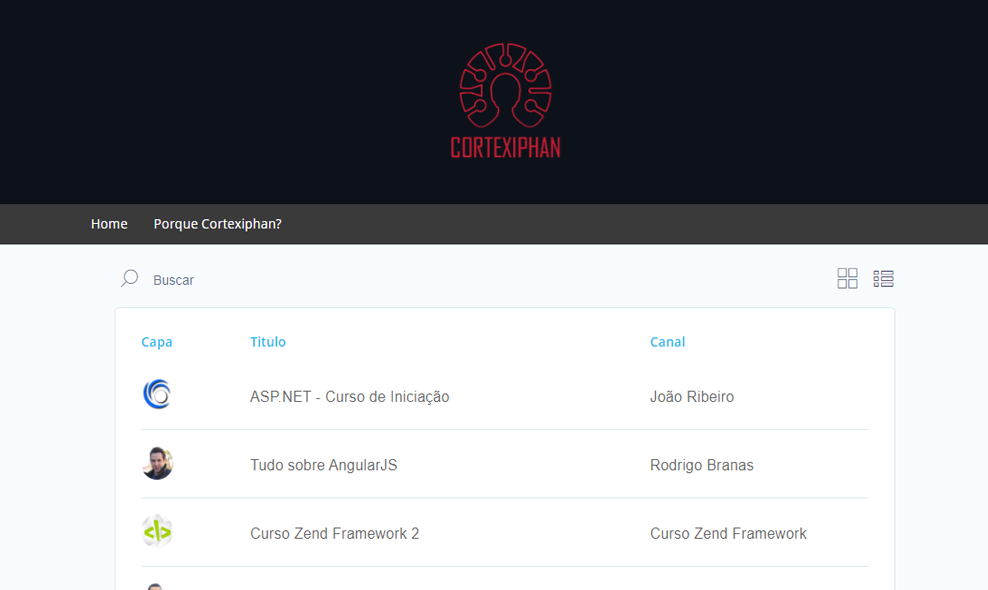 CORTEXIPHAN
Home Porque Cortexiphan?
Buscar
Capa Titulo Canal
ASP.NET - Curso de Iniciação João Ribeiro
Tudo sobre AngularJS Rodrigo Branas
Curso Zend Framework 2 Curso Zend Framework